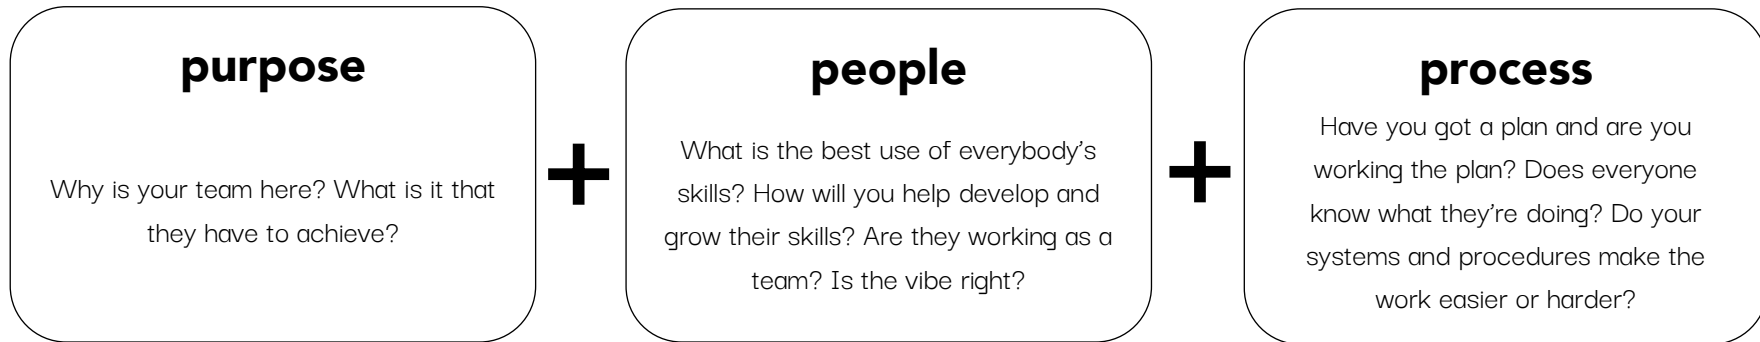 purpose
Why is your team here? What is it that
they have to achieve?
+
people
What is the best use of everybody’s
skills? How will you help develop and
grow their skills? Are they working as a
team? Is the vibe right?
+
process
Have you got a plan and are you
working the plan? Does everyone
know what they’re doing? Do your
systems and procedures make the
work easier or harder?